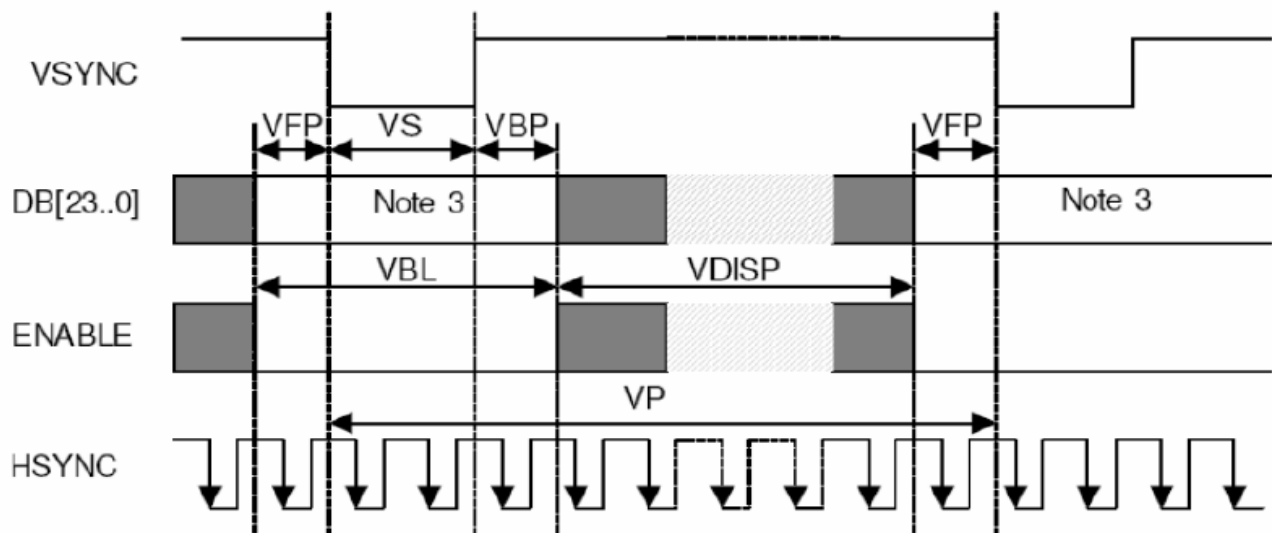 VSYNC
VFP VS VBP VFP
DB[23..0] Note 3 Note 3
VBL VDISP
ENABLE
VP
HSYNC